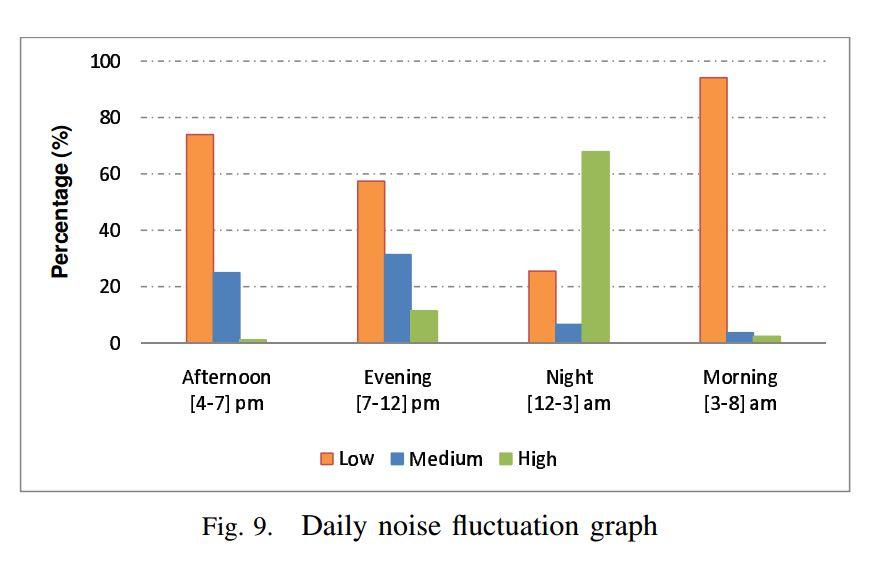 100
80
60
40
20
0
Percentage (%)
Afternoon Evening Night Morning
[4-7] pm [7-12] pm [12-3] am [3-8] am
Low Medium High
Fig. 9. Daily noise fluctuation graph